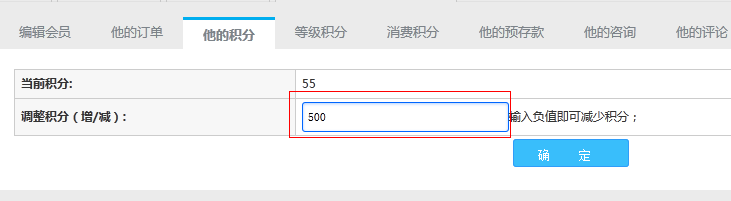 编辑会员 他的订单 他的积分 等级积分 消费积分 他的预存款 他的咨询 他的评论
当前积分: 55
调整积分（增/减）: 500 输入负值即可减少积分；
确 定